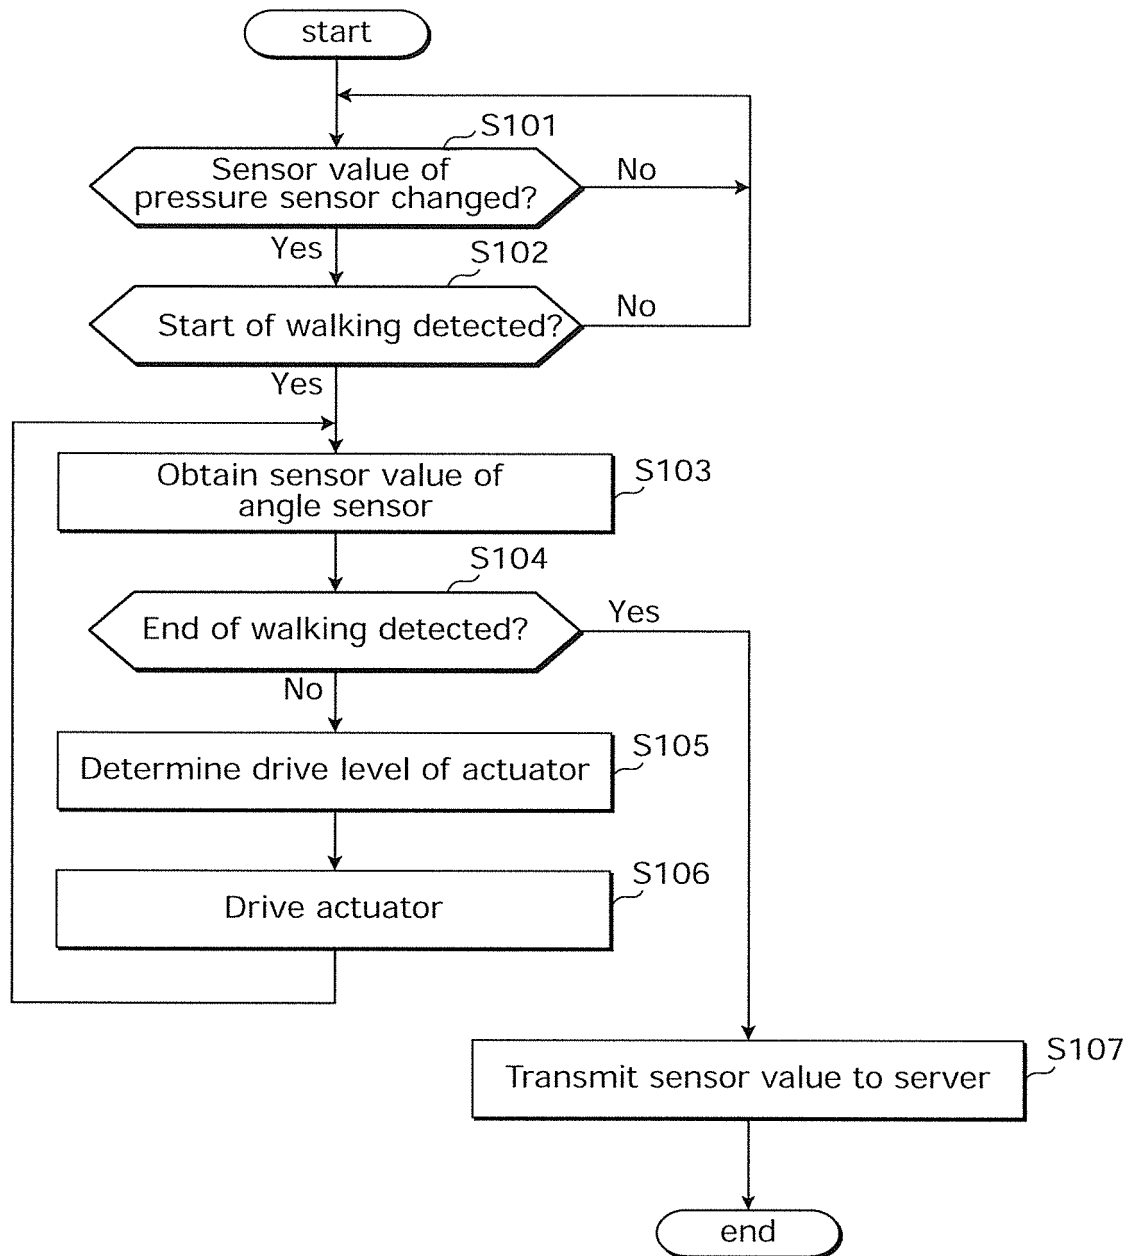 start
S101
Sensor value of
pressure sensor changed?
No
Yes
S102
Start of walking detected?
No
Yes
Obtain sensor value of
angle sensor
S103
S104
End of walking detected?
Yes
No
S105
Determine drive level of actuator
S106
Drive actuator
S107
Transmit sensor value to server
end